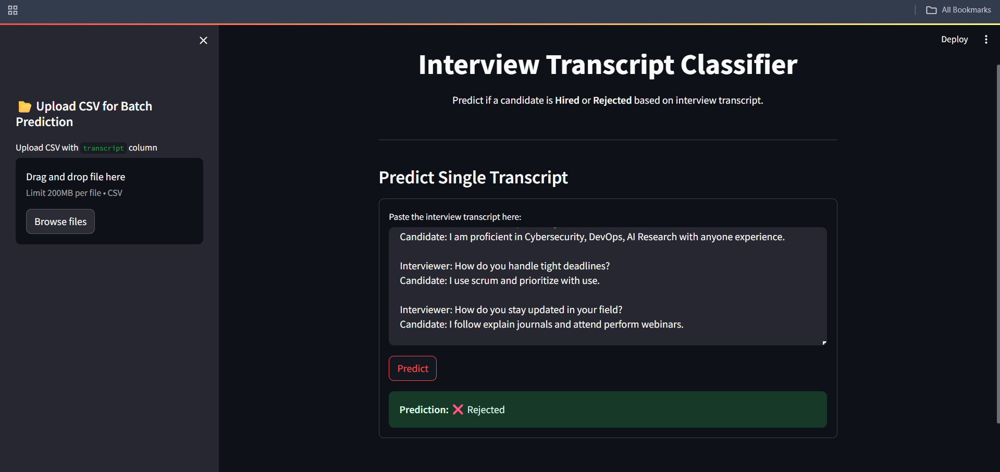 All Bookmarks
Deploy
Upload CSV for Batch
Prediction
Upload CSV with transcript column
Drag and drop file here
Limit 200MB per file • CSV
Browse files
Interview Transcript Classifier
Predict if a candidate is Hired or Rejected based on interview transcript.
Predict Single Transcript
Paste the interview transcript here:
Candidate: I am proficient in Cybersecurity, DevOps, AI Research with anyone experience.
Interviewer: How do you handle tight deadlines?
Candidate: I use scrum and prioritize with use.
Interviewer: How do you stay updated in your field?
Candidate: I follow explain journals and attend perform webinars.
Predict
Prediction: ❌ Rejected